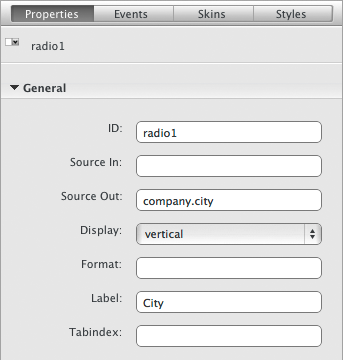 Properties Events Skins Styles
radio1
General
ID: radio1
Source In:
Source Out: company.city
Display: vertical
Format:
Label: City
Tabindex: